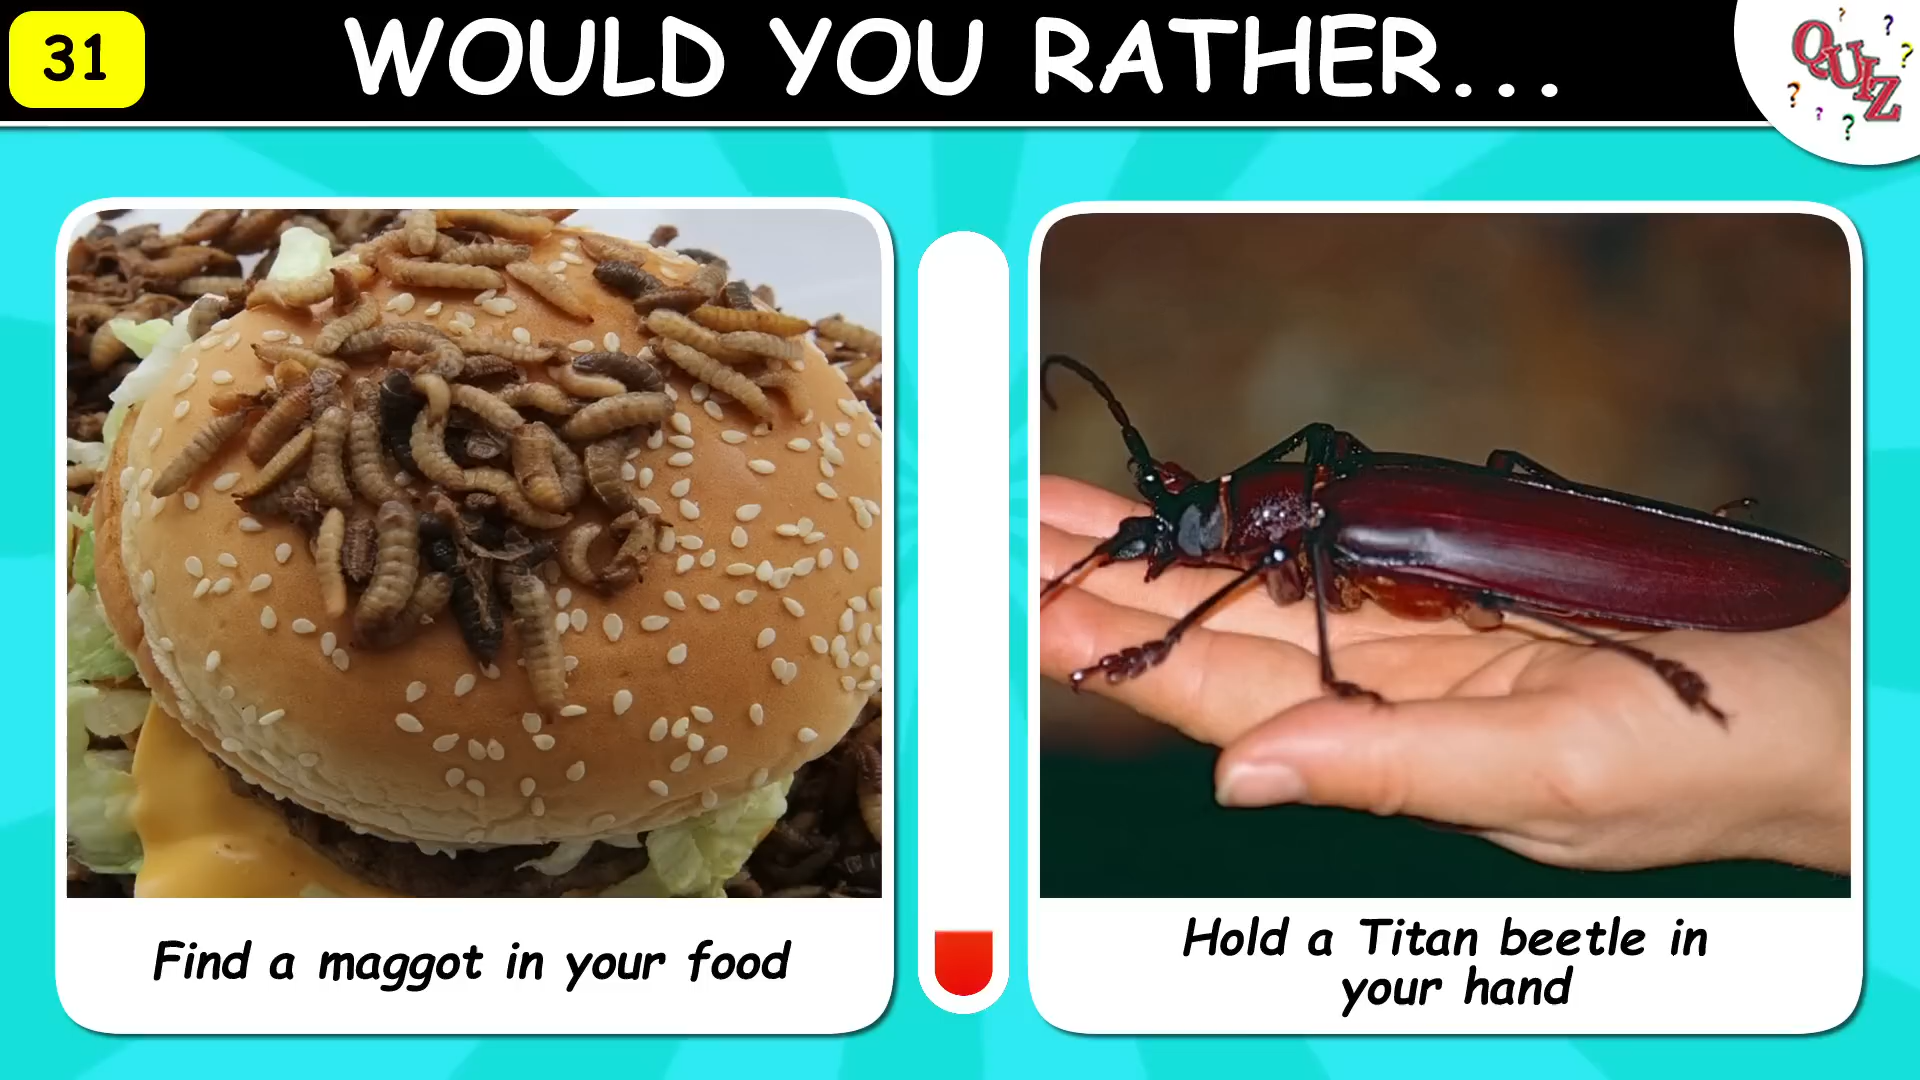 31
WOULD YOU RATHER...
QUIZ
Find a maggot in your food
Hold a Titan beetle in
your hand